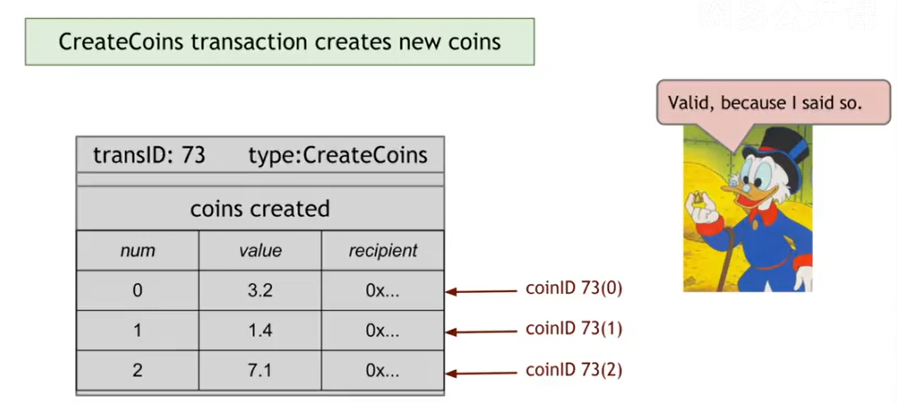 CreateCoins transaction creates new coins
Valid, because I said so.
transID: 73 type:CreateCoins
coins created
num value recipient
0 3.2 0x... coinID 73(0)
1 1.4 0x... coinID 73(1)
2 7.1 0x... coinID 73(2)